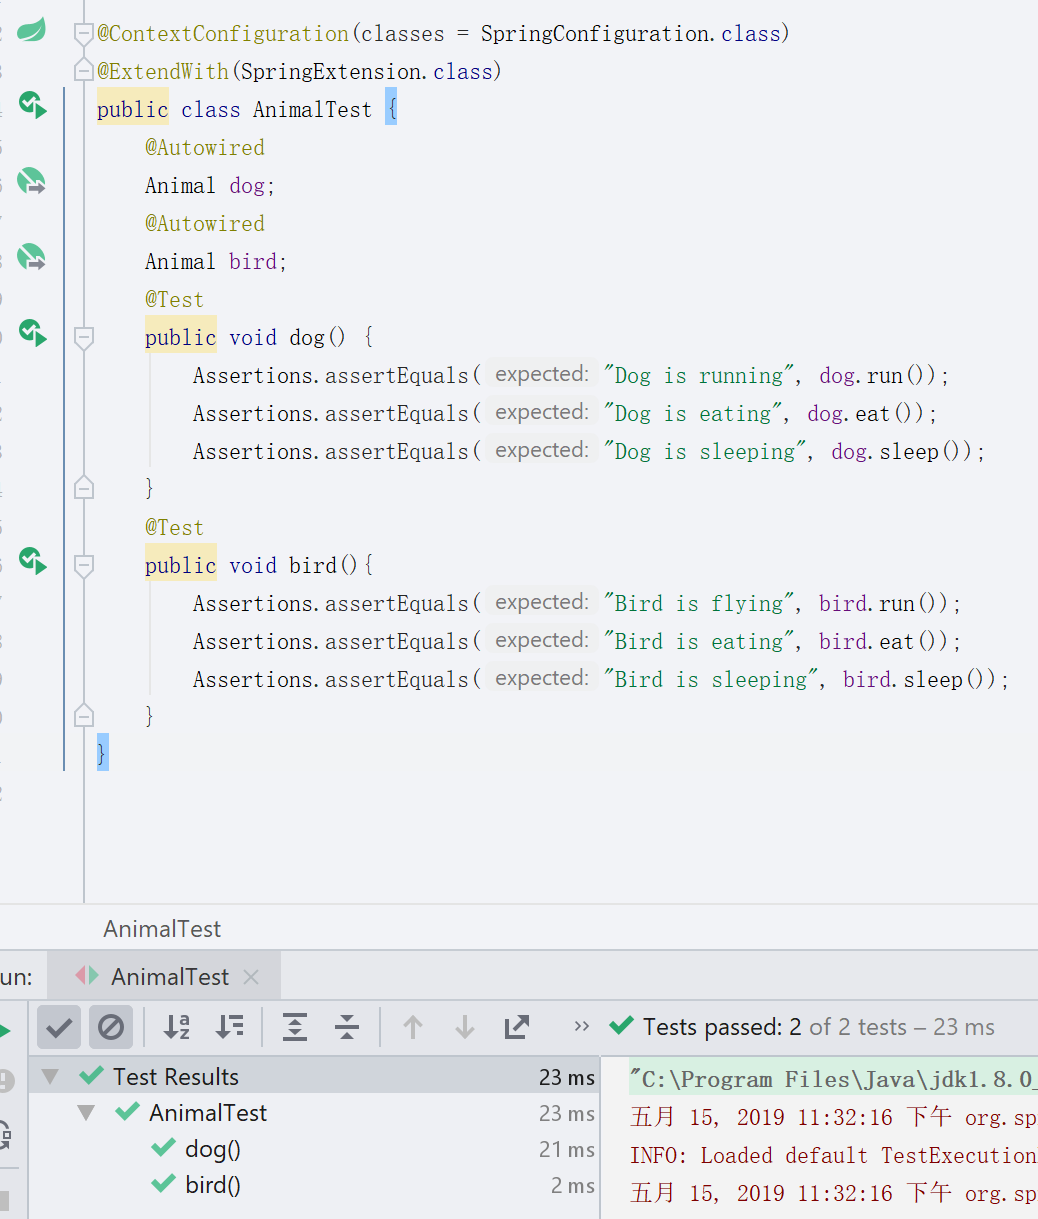 @ContextConfiguration(classes = SpringConfiguration.class)
@ExtendWith(SpringExtension.class)
public class AnimalTest {
@Autowired
Animal dog;
@Autowired
Animal bird;
@Test
public void dog() {
Assertions.assertEquals( expected: "Dog is running", dog.run());
Assertions.assertEquals( expected: "Dog is eating", dog.eat());
Assertions.assertEquals( expected: "Dog is sleeping", dog.sleep());
}
@Test
public void bird(){
Assertions.assertEquals( expected: "Bird is flying", bird.run());
Assertions.assertEquals( expected: "Bird is eating", bird.eat());
Assertions.assertEquals( expected: "Bird is sleeping", bird.sleep());
}
}
AnimalTest
un: AnimalTest
Tests passed: 2 of 2 tests – 23 ms
Test Results 23 ms
AnimalTest 23 ms
dog() 21 ms
bird() 2 ms
"C:\Program Files\Java\jdk1.8.0_
五月 15, 2019 11:32:16 下午 org.sp
INFO: Loaded default TestExecution
五月 15, 2019 11:32:16 下午 org.sp